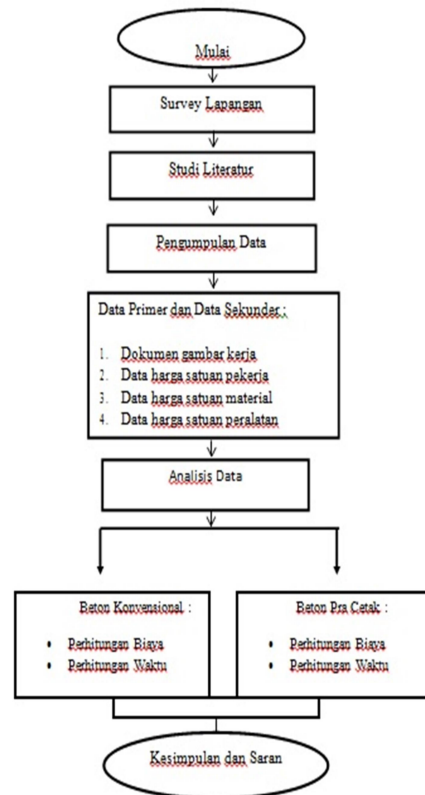 Mulai
Survey Lapangan
Studi Literatur
Pengumpulan Data
Data Primer dan Data Sekunder :
1. Dokumen gambar kerja
2. Data harga satuan pekerja
3. Data harga satuan material
4. Data harga satuan peralatan
Analisis Data
Beton Konvensional :
• Perhitungan Biaya
• Perhitungan Waktu
Beton Pra Cetak :
• Perhitungan Biaya
• Perhitungan Waktu
Kesimpulan dan Saran